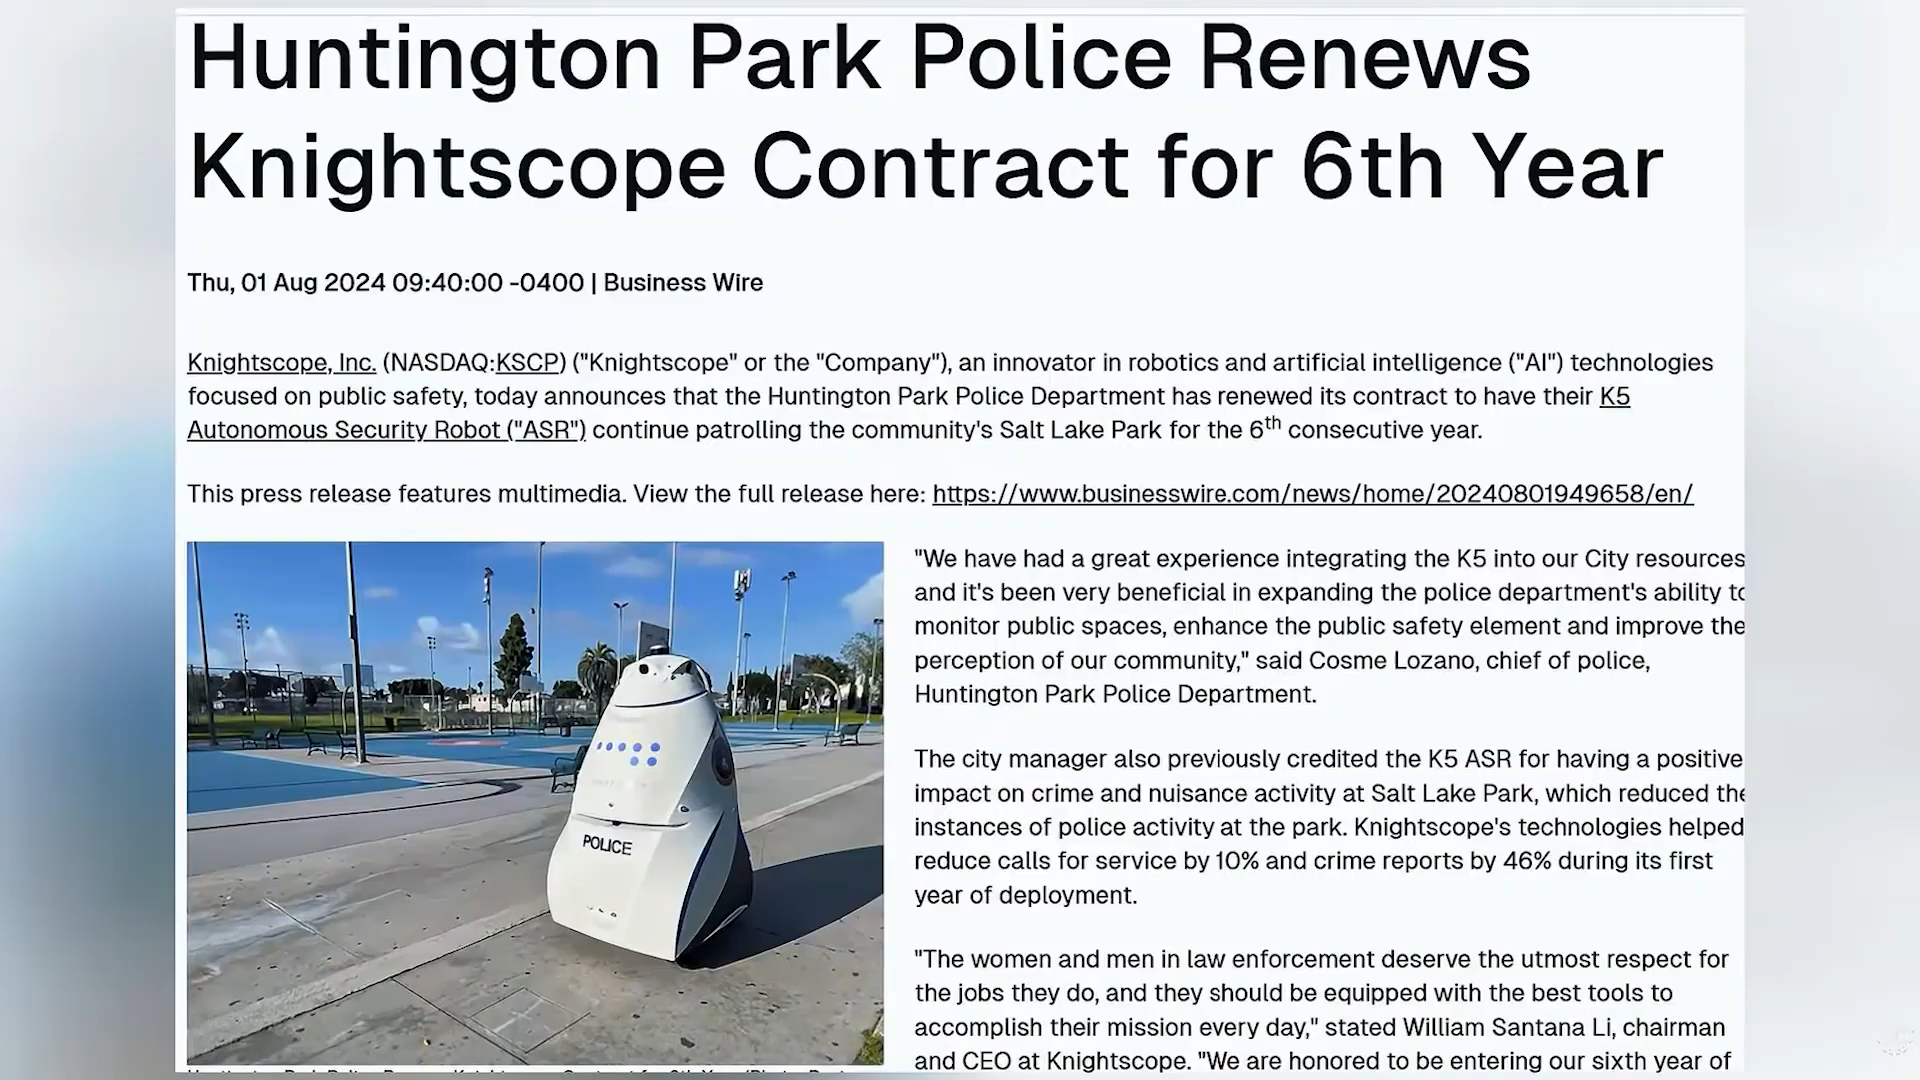 Huntington Park Police Renews
Knightscope Contract for 6th Year
Thu, 01 Aug 2024 09:40:00 -0400 | Business Wire
Knightscope, Inc. (NASDAQ:KSCP) ("Knightscope" or the "Company"), an innovator in robotics and artificial intelligence ("AI") technologies
focused on public safety, today announces that the Huntington Park Police Department has renewed its contract to have their K5
Autonomous Security Robot ("ASR") continue patrolling the community's Salt Lake Park for the 6th consecutive year.
This press release features multimedia. View the full release here: https://www.businesswire.com/news/home/20240801949658/en/
POLICE
"We have had a great experience integrating the K5 into our City resources
and it's been very beneficial in expanding the police department's ability to
monitor public spaces, enhance the public safety element and improve the
perception of our community," said Cosme Lozano, chief of police,
Huntington Park Police Department.
The city manager also previously credited the K5 ASR for having a positive
impact on crime and nuisance activity at Salt Lake Park, which reduced the
instances of police activity at the park. Knightscope's technologies helped
reduce calls for service by 10% and crime reports by 46% during its first
year of deployment.
"The women and men in law enforcement deserve the utmost respect for
the jobs they do, and they should be equipped with the best tools to
accomplish their mission every day," stated William Santana Li, chairman
and CEO at Knightscope. "We are honored to be entering our sixth year of